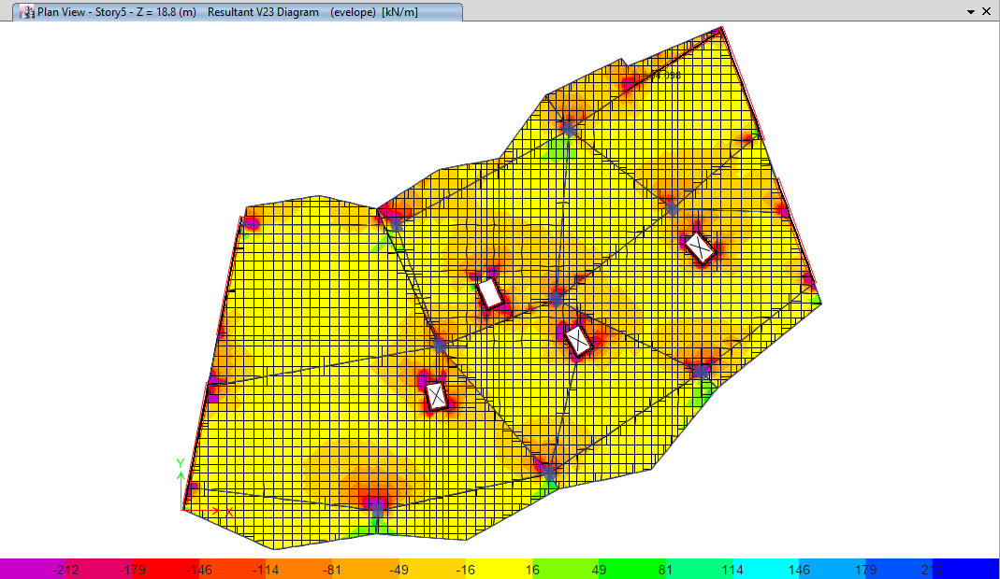 Plan View - Story5 - Z = 18.8 (m) Resultant V23 Diagram (evelope) [kN/m]
Y
X
-212 -179 -146 -114 -81 -49 -16 16 49 81 114 146 179 212